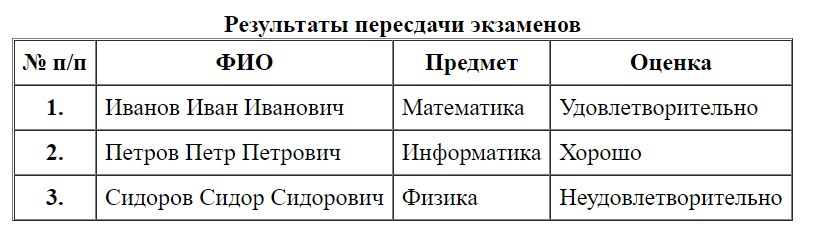 Результаты пересдачи экзаменов
№ п/п ФИО Предмет Оценка
1. Иванов Иван Иванович Математика Удовлетворительно
2. Петров Петр Петрович Информатика Хорошо
3. Сидоров Сидор Сидорович Физика Неудовлетворительно